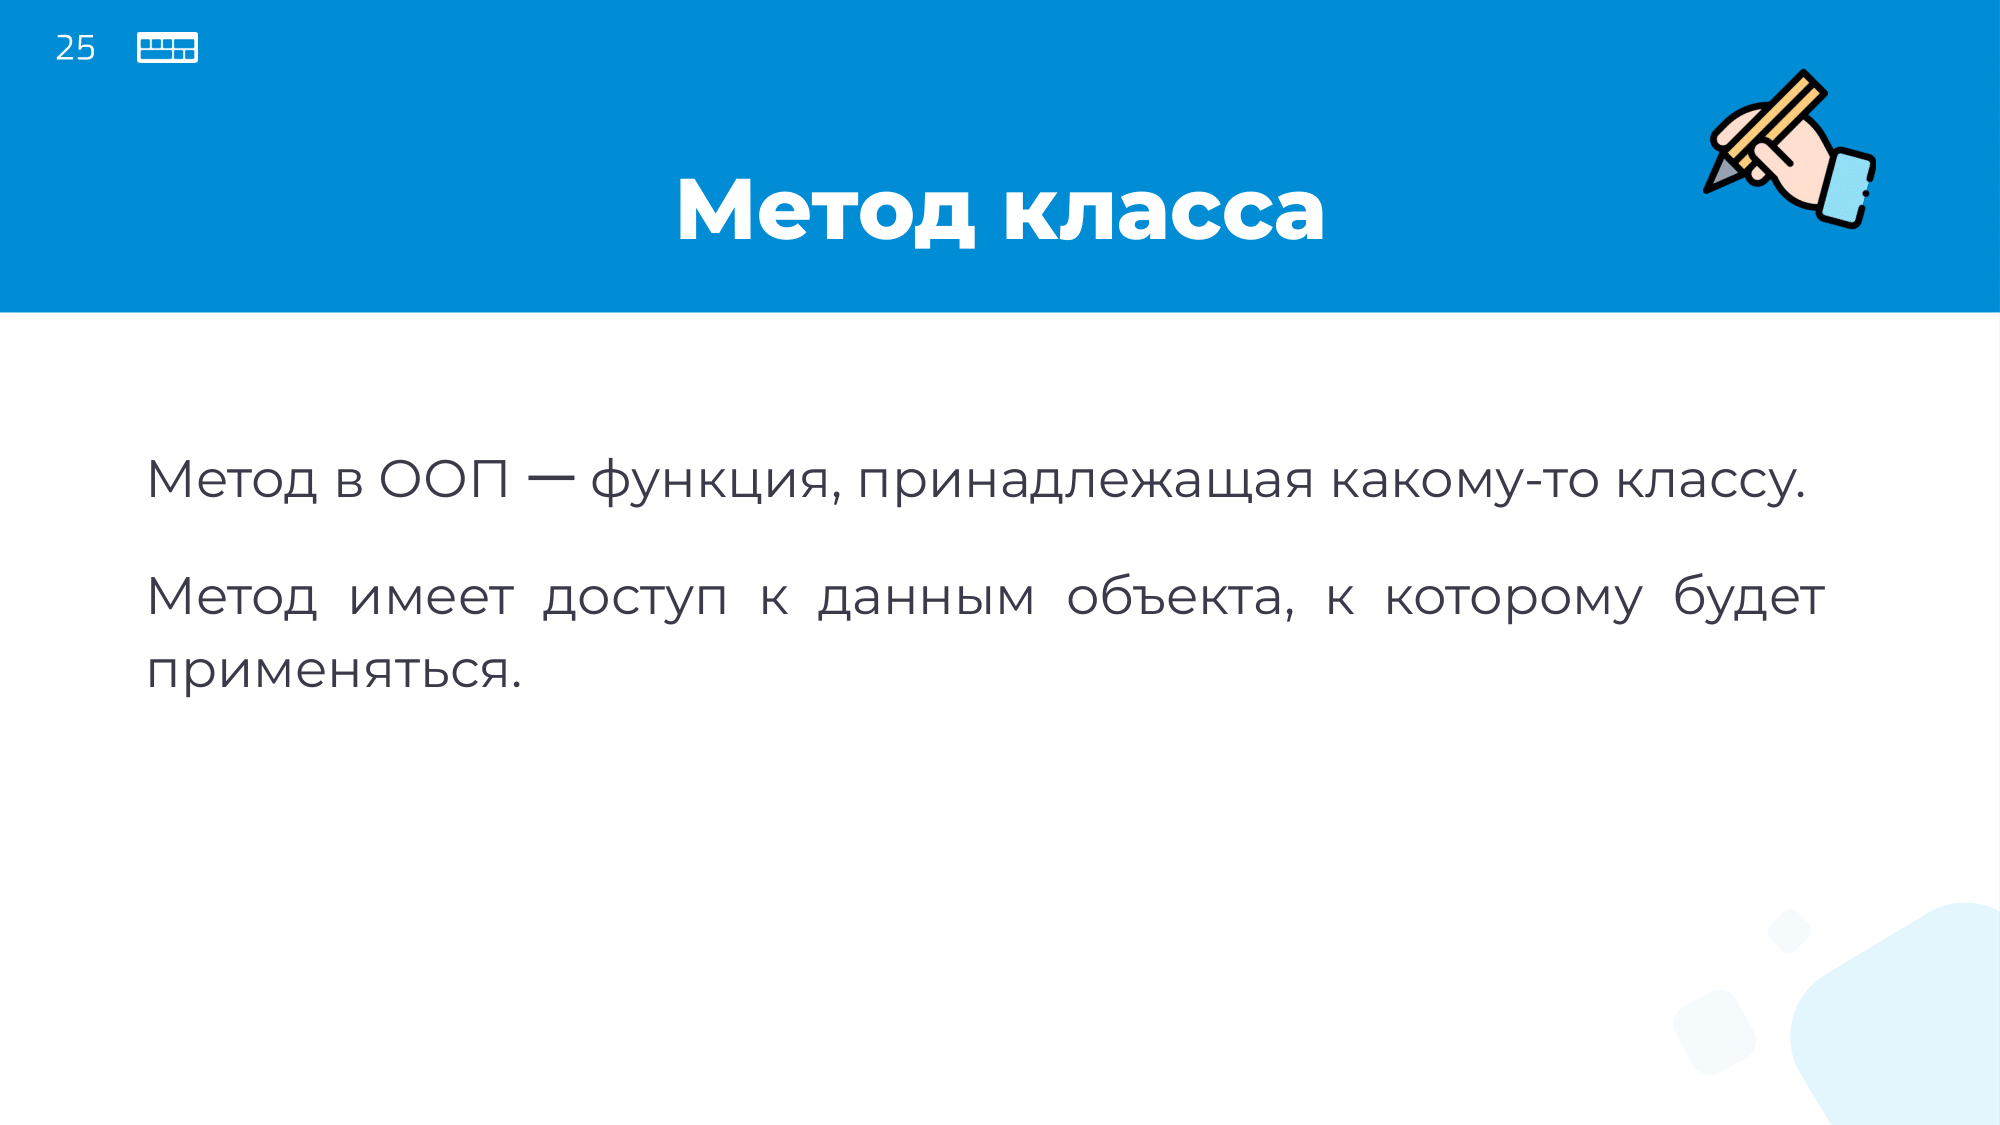 25
Метод класса
Метод в ООП — функция, принадлежащая какому-то классу.
Метод имеет доступ к данным объекта, к которому будет
применяться.